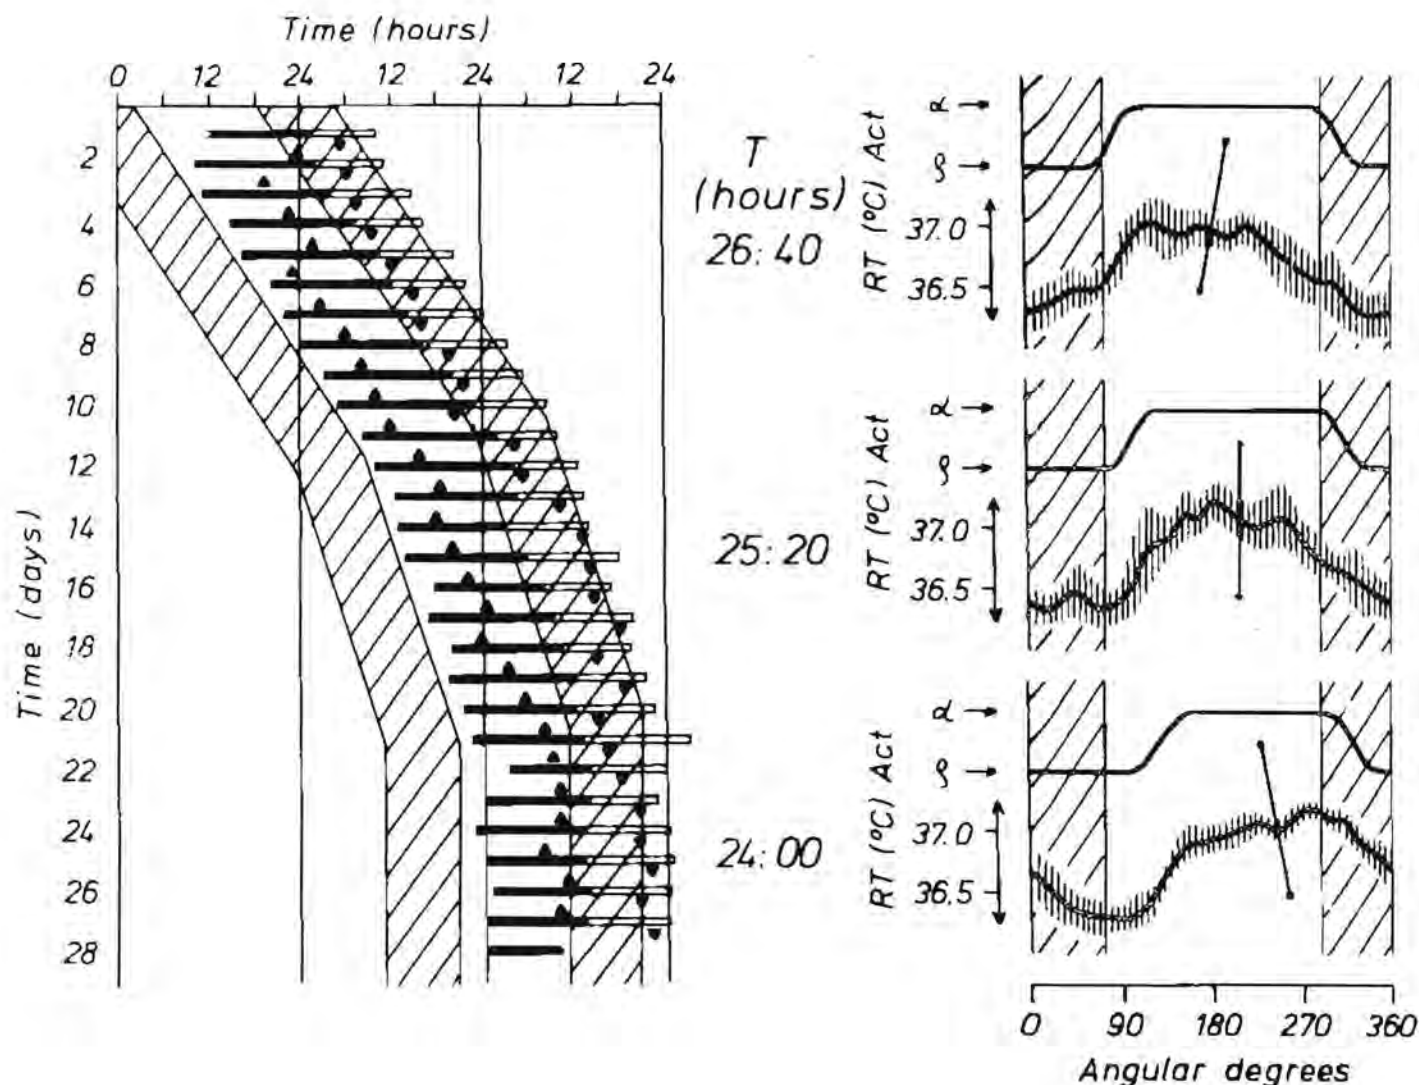 Time (hours)
0 12 24 12 24 12 24
Time (days)
2
4
6
8
10
12
14
16
18
20
22
24
26
28
T
(hours)
26:40
25:20
24:00
RT (°C) Act
α →
ρ →
37.0
36.5
RT (°C) Act
α →
ρ →
37.0
36.5
RT (°C) Act
α →
ρ →
37.0
36.5
0 90 180 270 360
Angular degrees